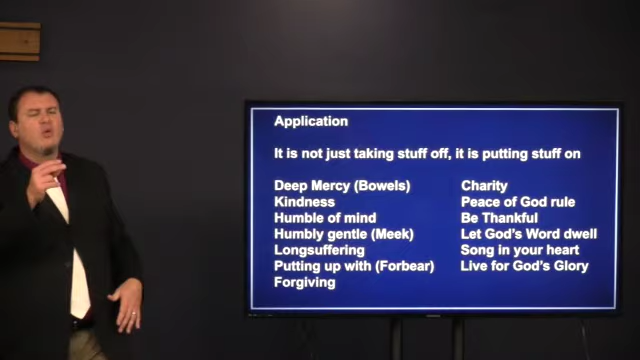 Application
It is not just taking stuff off, it is putting stuff on
Deep Mercy (Bowels)
Kindness
Humble of mind
Humbly gentle (Meek)
Longsuffering
Putting up with (Forbear)
Forgiving
Charity
Peace of God rule
Be Thankful
Let God's Word dwell
Song in your heart
Live for God's Glory